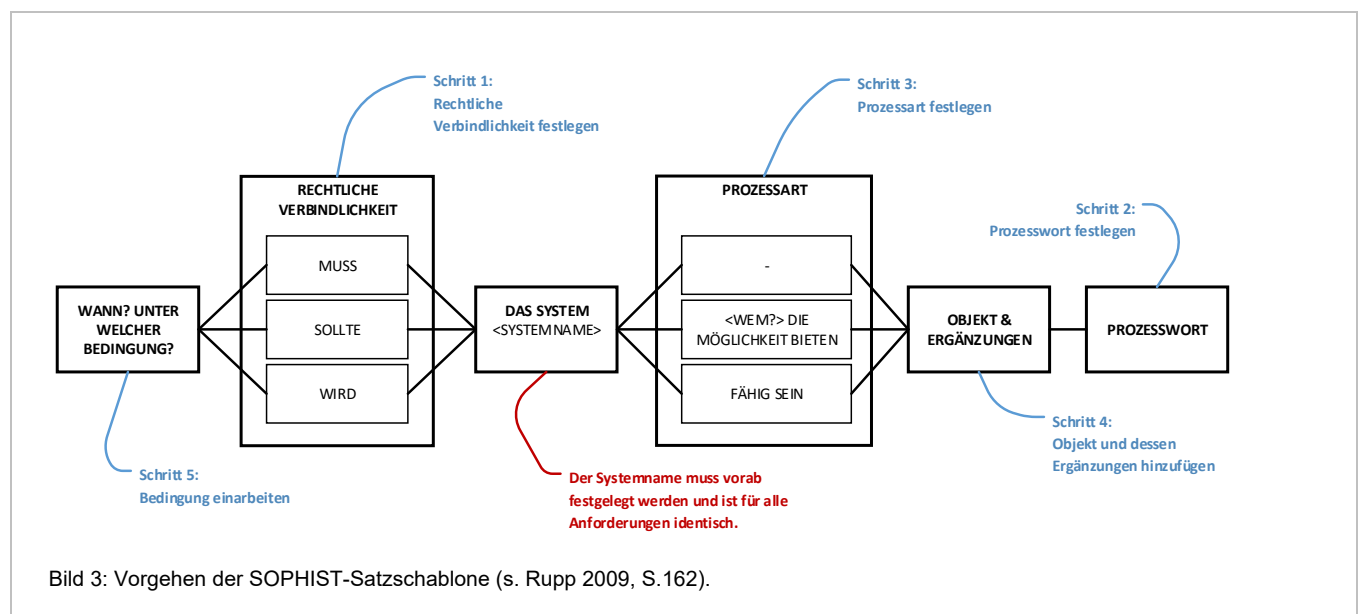 Schritt 1:
Rechtliche
Verbindlichkeit festlegen
Schritt 3:
Prozessart festlegen
RECHTLICHE
VERBINDLICHKEIT
PROZESSART
Schritt 2:
Prozesswort festlegen
MUSS
-
WANN? UNTER
WELCHER
BEDINGUNG?
SOLLTE
DAS SYSTEM
<SYSTEMNAME>
<WEM?> DIE
MÖGLICHKEIT BIETEN
OBJEKT &
ERGÄNZUNGEN
PROZESSWORT
WIRD
FÄHIG SEIN
Schritt 5:
Bedingung einarbeiten
Der Systemname muss vorab
festgelegt werden und ist für alle
Anforderungen identisch.
Schritt 4:
Objekt und dessen
Ergänzungen hinzufügen
Bild 3: Vorgehen der SOPHIST-Satzschablone (s. Rupp 2009, S.162).